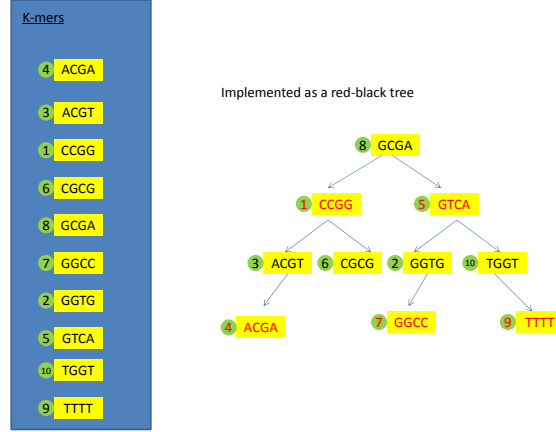 K-mers
4 ACGA
3 ACGT
1 CCGG
6 CGCG
8 GCGA
7 GGCC
2 GGTG
5 GTCA
10 TGGT
9 TTTT
Implemented as a red-black tree
8 GCGA
1 CCGG 5 GTCA
3 ACGT 6 CGCG 2 GGTG 10 TGGT
4 ACGA 7 GGCC 9 TTTT